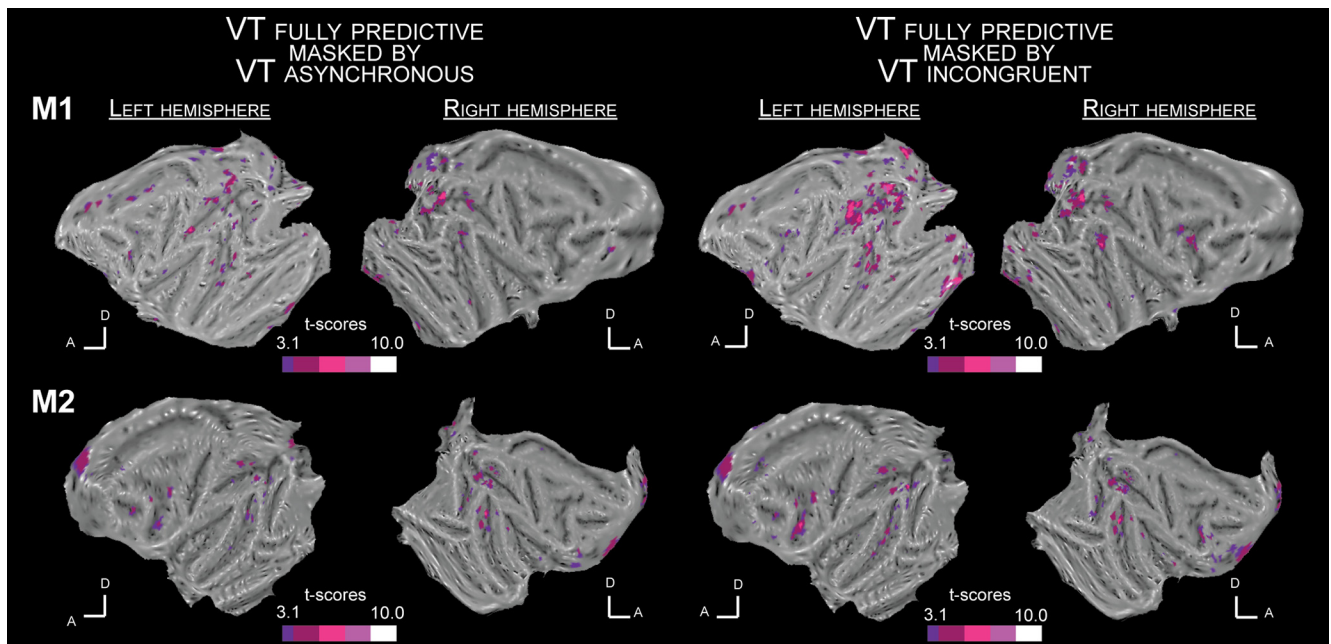 VT FULLY PREDICTIVE
MASKED BY
VT ASYNCHRONOUS
VT FULLY PREDICTIVE
MASKED BY
VT INCONGRUENT
M1
LEFT HEMISPHERE
RIGHT HEMISPHERE
LEFT HEMISPHERE
RIGHT HEMISPHERE
D
A
t-scores
3.1 10.0
D
A
D
A
t-scores
3.1 10.0
D
A
M2
D
A
t-scores
3.1 10.0
D
A
D
A
t-scores
3.1 10.0
D
A